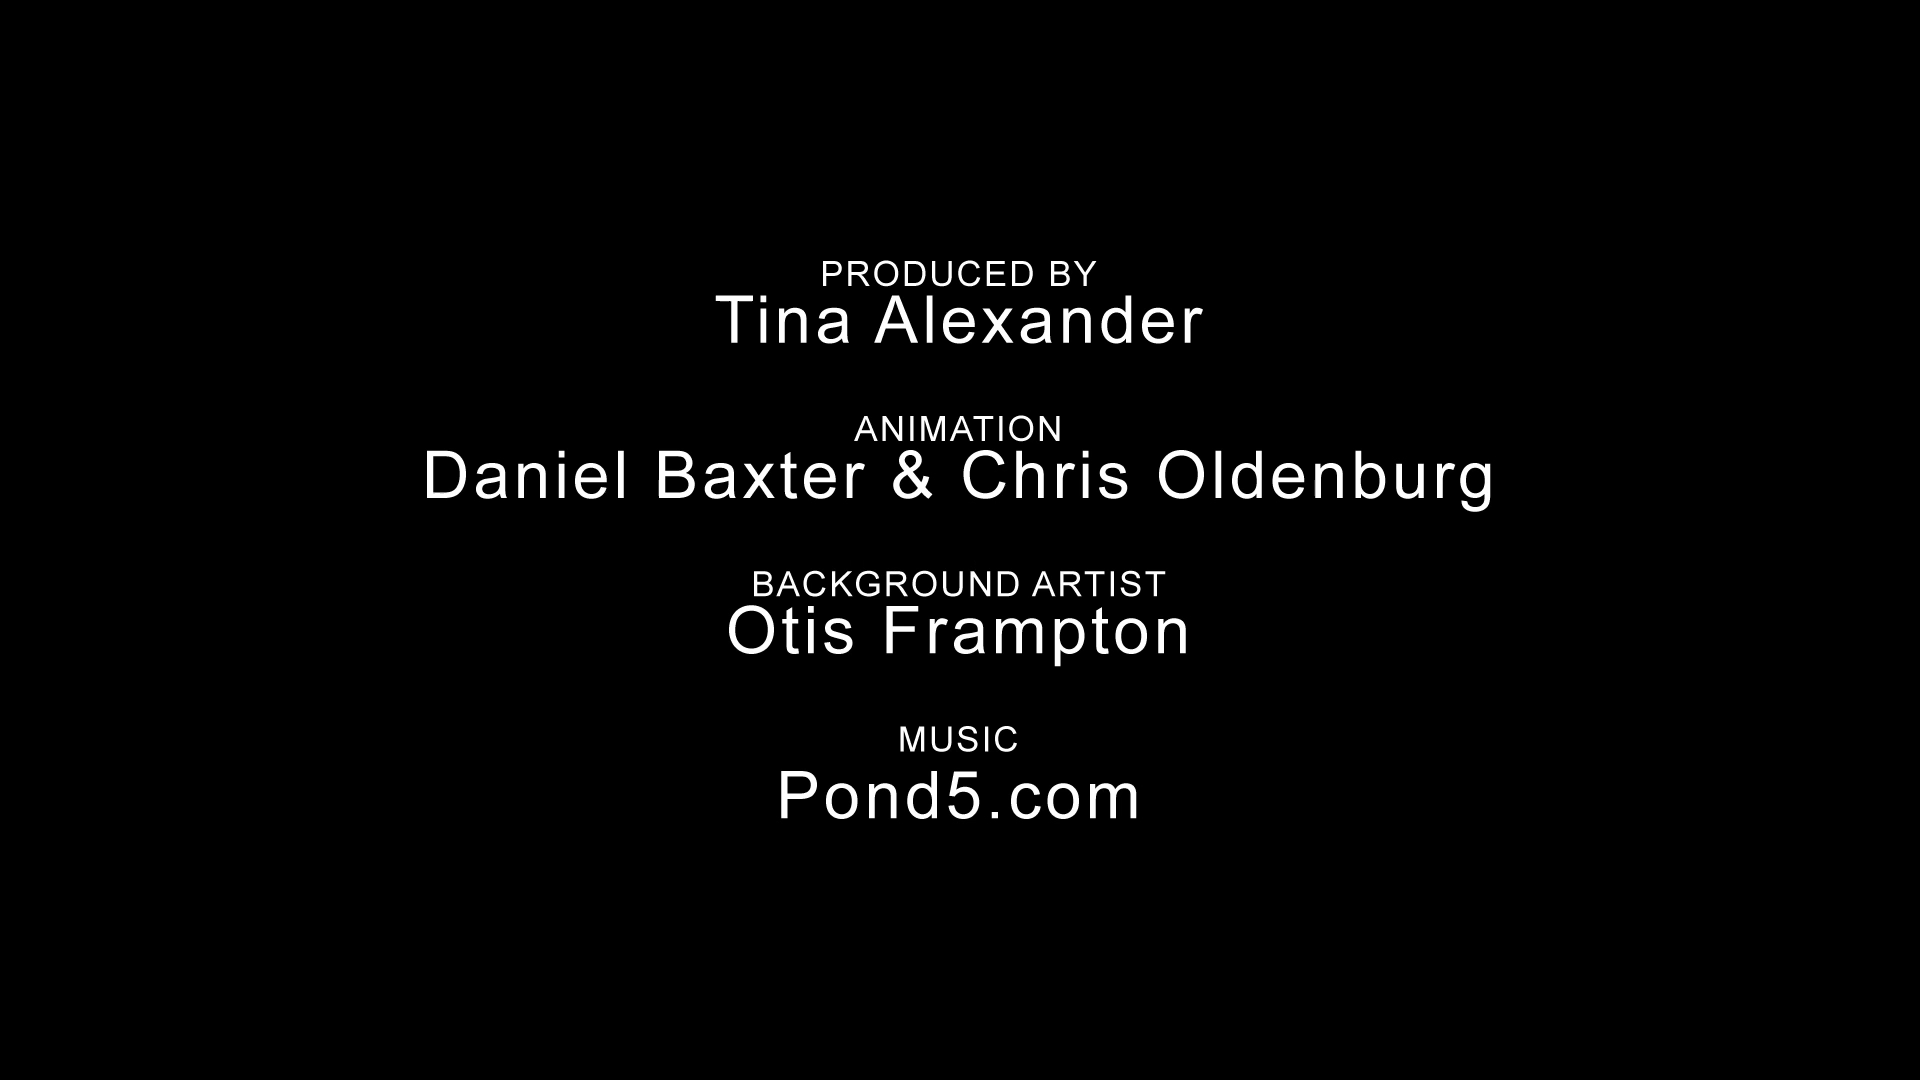 PRODUCED BY
Tina Alexander
ANIMATION
Daniel Baxter & Chris Oldenburg
BACKGROUND ARTIST
Otis Frampton
MUSIC
Pond5.com